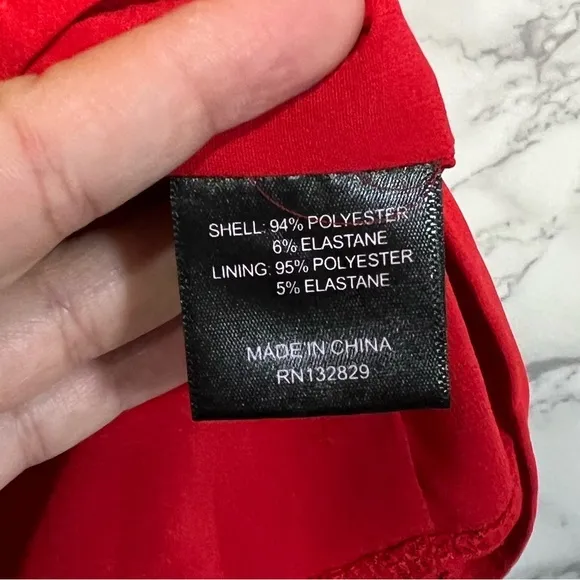 SHELL: 94% POLYESTER
6% ELASTANE
LINING: 95% POLYESTER
5% ELASTANE
MADE IN CHINA
RN132829